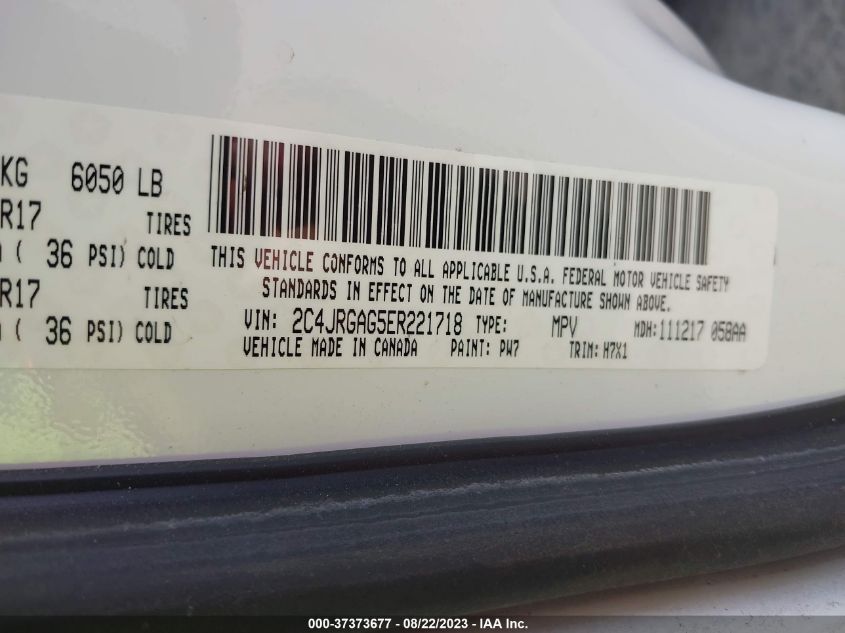 KG 6050 LB
R17 TIRES
( 36 PSI) COLD
R17 TIRES
( 36 PSI) COLD
THIS VEHICLE CONFORMS TO ALL APPLICABLE U.S.A. FEDERAL MOTOR VEHICLE SAFETY
STANDARDS IN EFFECT ON THE DATE OF MANUFACTURE SHOWN ABOVE.
VIN: 2C4JRGAG5ER221718 TYPE: MPV MDH: 111217 058AA
VEHICLE MADE IN CANADA PAINT: PW7 TRIM: H7X1
000-37373677 - 08/22/2023 - IAA Inc.